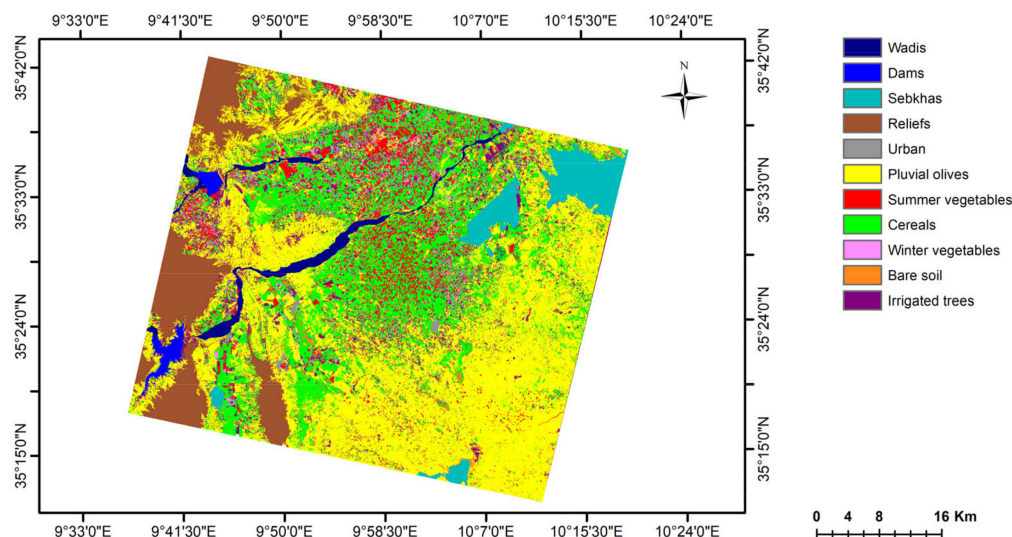 9°33'0"E 9°41'30"E 9°50'0"E 9°58'30"E 10°7'0"E 10°15'30"E 10°24'0"E
35°42'0"N
35°33'0"N
35°24'0"N
35°15'0"N
N
35°42'0"N
35°33'0"N
35°24'0"N
35°15'0"N
9°33'0"E 9°41'30"E 9°50'0"E 9°58'30"E 10°7'0"E 10°15'30"E 10°24'0"E
Wadis
Dams
Sebkhas
Reliefs
Urban
Pluvial olives
Summer vegetables
Cereals
Winter vegetables
Bare soil
Irrigated trees
0 4 8 16 Km